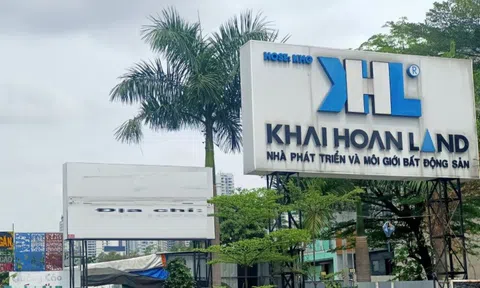 HOSE: KHG
KHL®
KHAI HOAN LAND
NHÀ PHÁT TRIỂN VÀ MÔI GIỚI BẤT ĐỘNG SẢN
Địa chỉ: